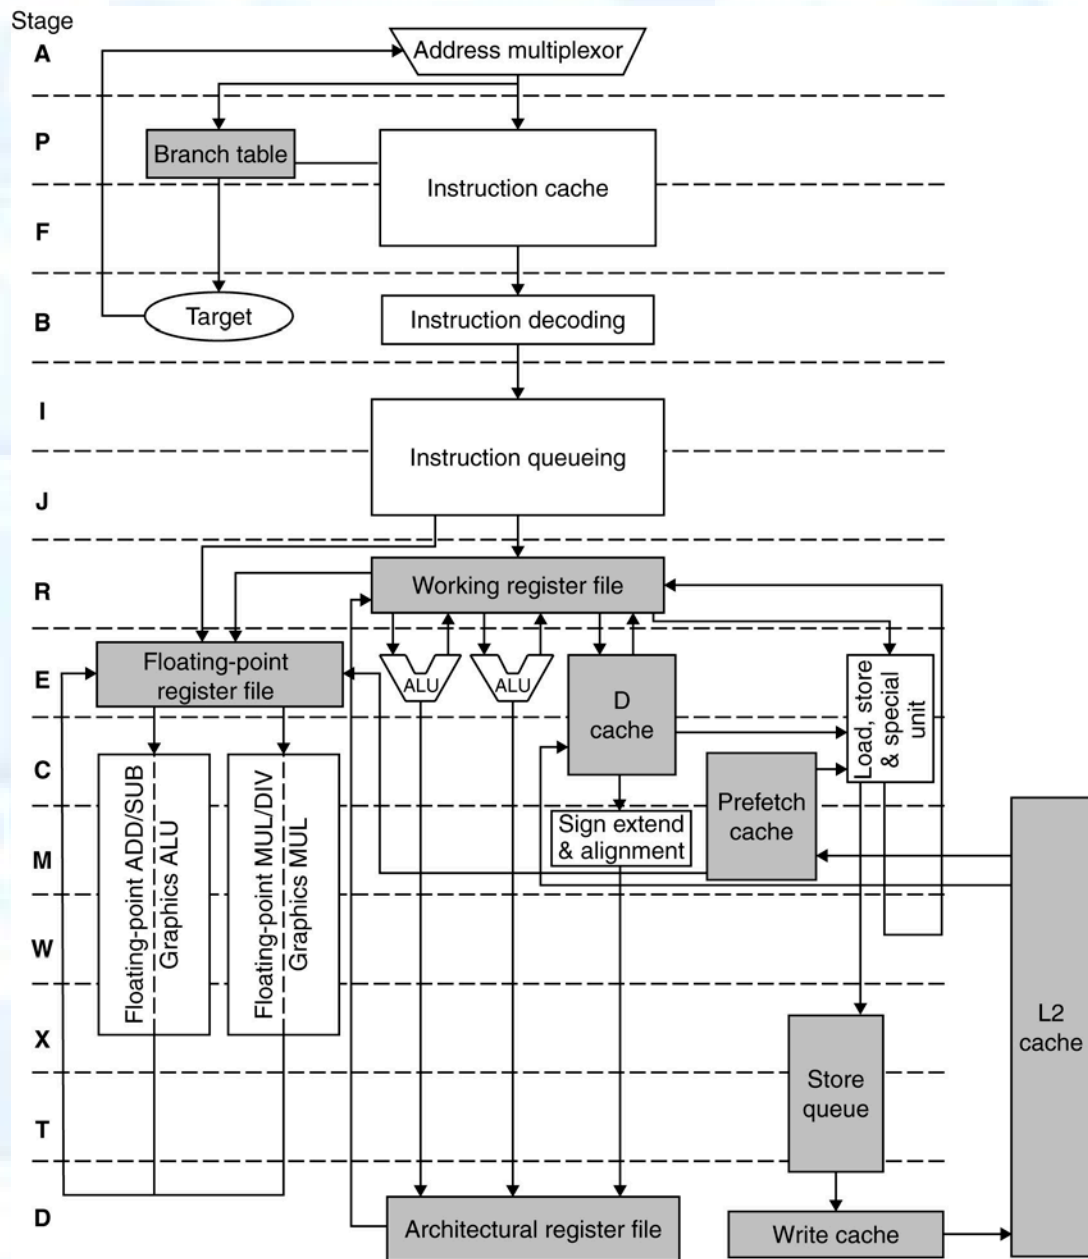 Stage
A
Address multiplexor
P
Branch table
Instruction cache
F
B
Target
Instruction decoding
I
Instruction queueing
J
R
Working register file
E
Floating-point
register file
ALU
ALU
D
cache
Load, store
& special
unit
C
Floating-point ADD/SUB
Graphics ALU
Floating-point MUL/DIV
Graphics MUL
Prefetch
cache
M
Sign extend
& alignment
W
X
L2
cache
T
Store
queue
D
Architectural register file
Write cache